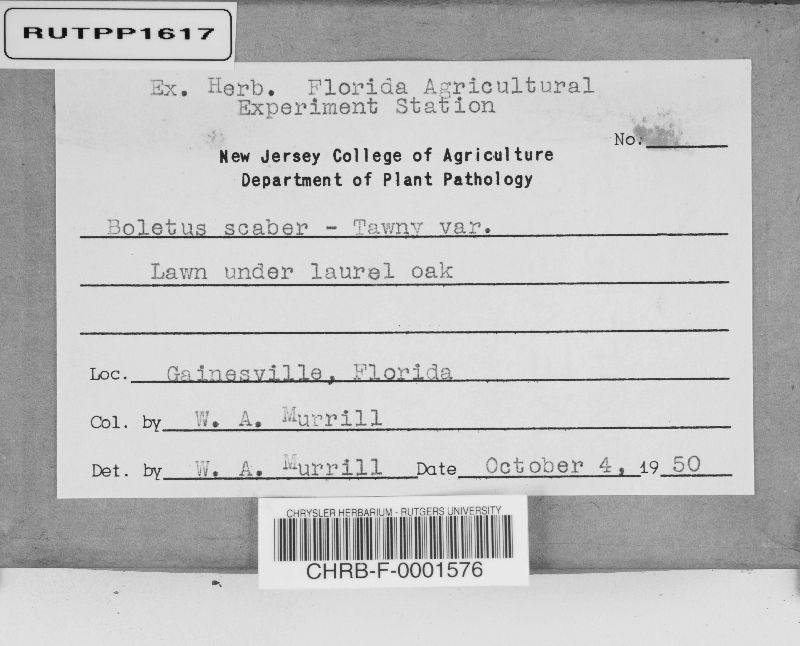 RUTPP1617
Ex. Herb. Florida Agricultural
Experiment Station
No.
New Jersey College of Agriculture
Department of Plant Pathology
Boletus scaber - Tawny var.
Lawn under laurel oak
Loc. Gainesville, Florida
Col. by W. A. Murrill
Det. by W. A. Murrill Date October 4, 19 50
CHRYSLER HERBARIUM - RUTGERS UNIVERSITY
CHRB-F-0001576